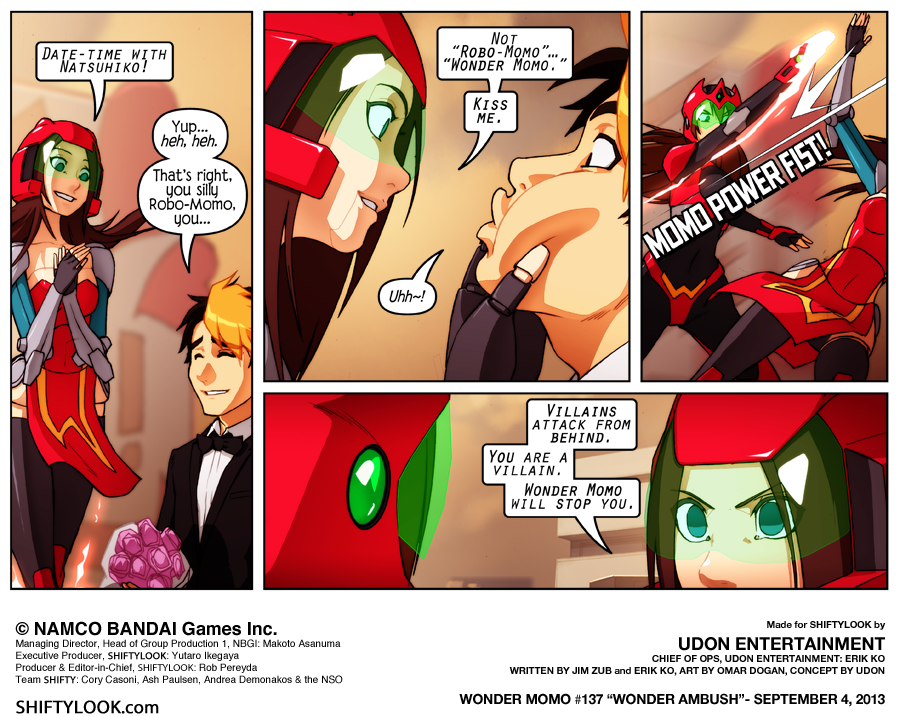 DATE-TIME WITH
NATSUHIKO!
Yup...
heh, heh.
That's right,
you silly
Robo-Momo,
you...
NOT
"ROBO-MOMO"...
"WONDER MOMO."
KISS
ME.
Uhh~!
MOMO POWER FIST!
VILLAINS
ATTACK FROM
BEHIND.
YOU ARE A
VILLAIN.
WONDER MOMO
WILL STOP YOU.
© NAMCO BANDAI Games Inc.
Managing Director, Head of Group Production 1, NBGI: Makoto Asanuma
Executive Producer, SHIFTYLOOK: Yutaro Ikegaya
Producer & Editor-in-Chief, SHIFTYLOOK: Rob Pereyda
Team SHIFTY: Cory Casoni, Ash Paulsen, Andrea Demonakos & the NSO
SHIFTYLOOK.com
Made for SHIFTYLOOK by
UDON ENTERTAINMENT
CHIEF OF OPS, UDON ENTERTAINMENT: ERIK KO
WRITTEN BY JIM ZUB and ERIK KO, ART BY OMAR DOGAN, CONCEPT BY UDON
WONDER MOMO #137 "WONDER AMBUSH"- SEPTEMBER 4, 2013